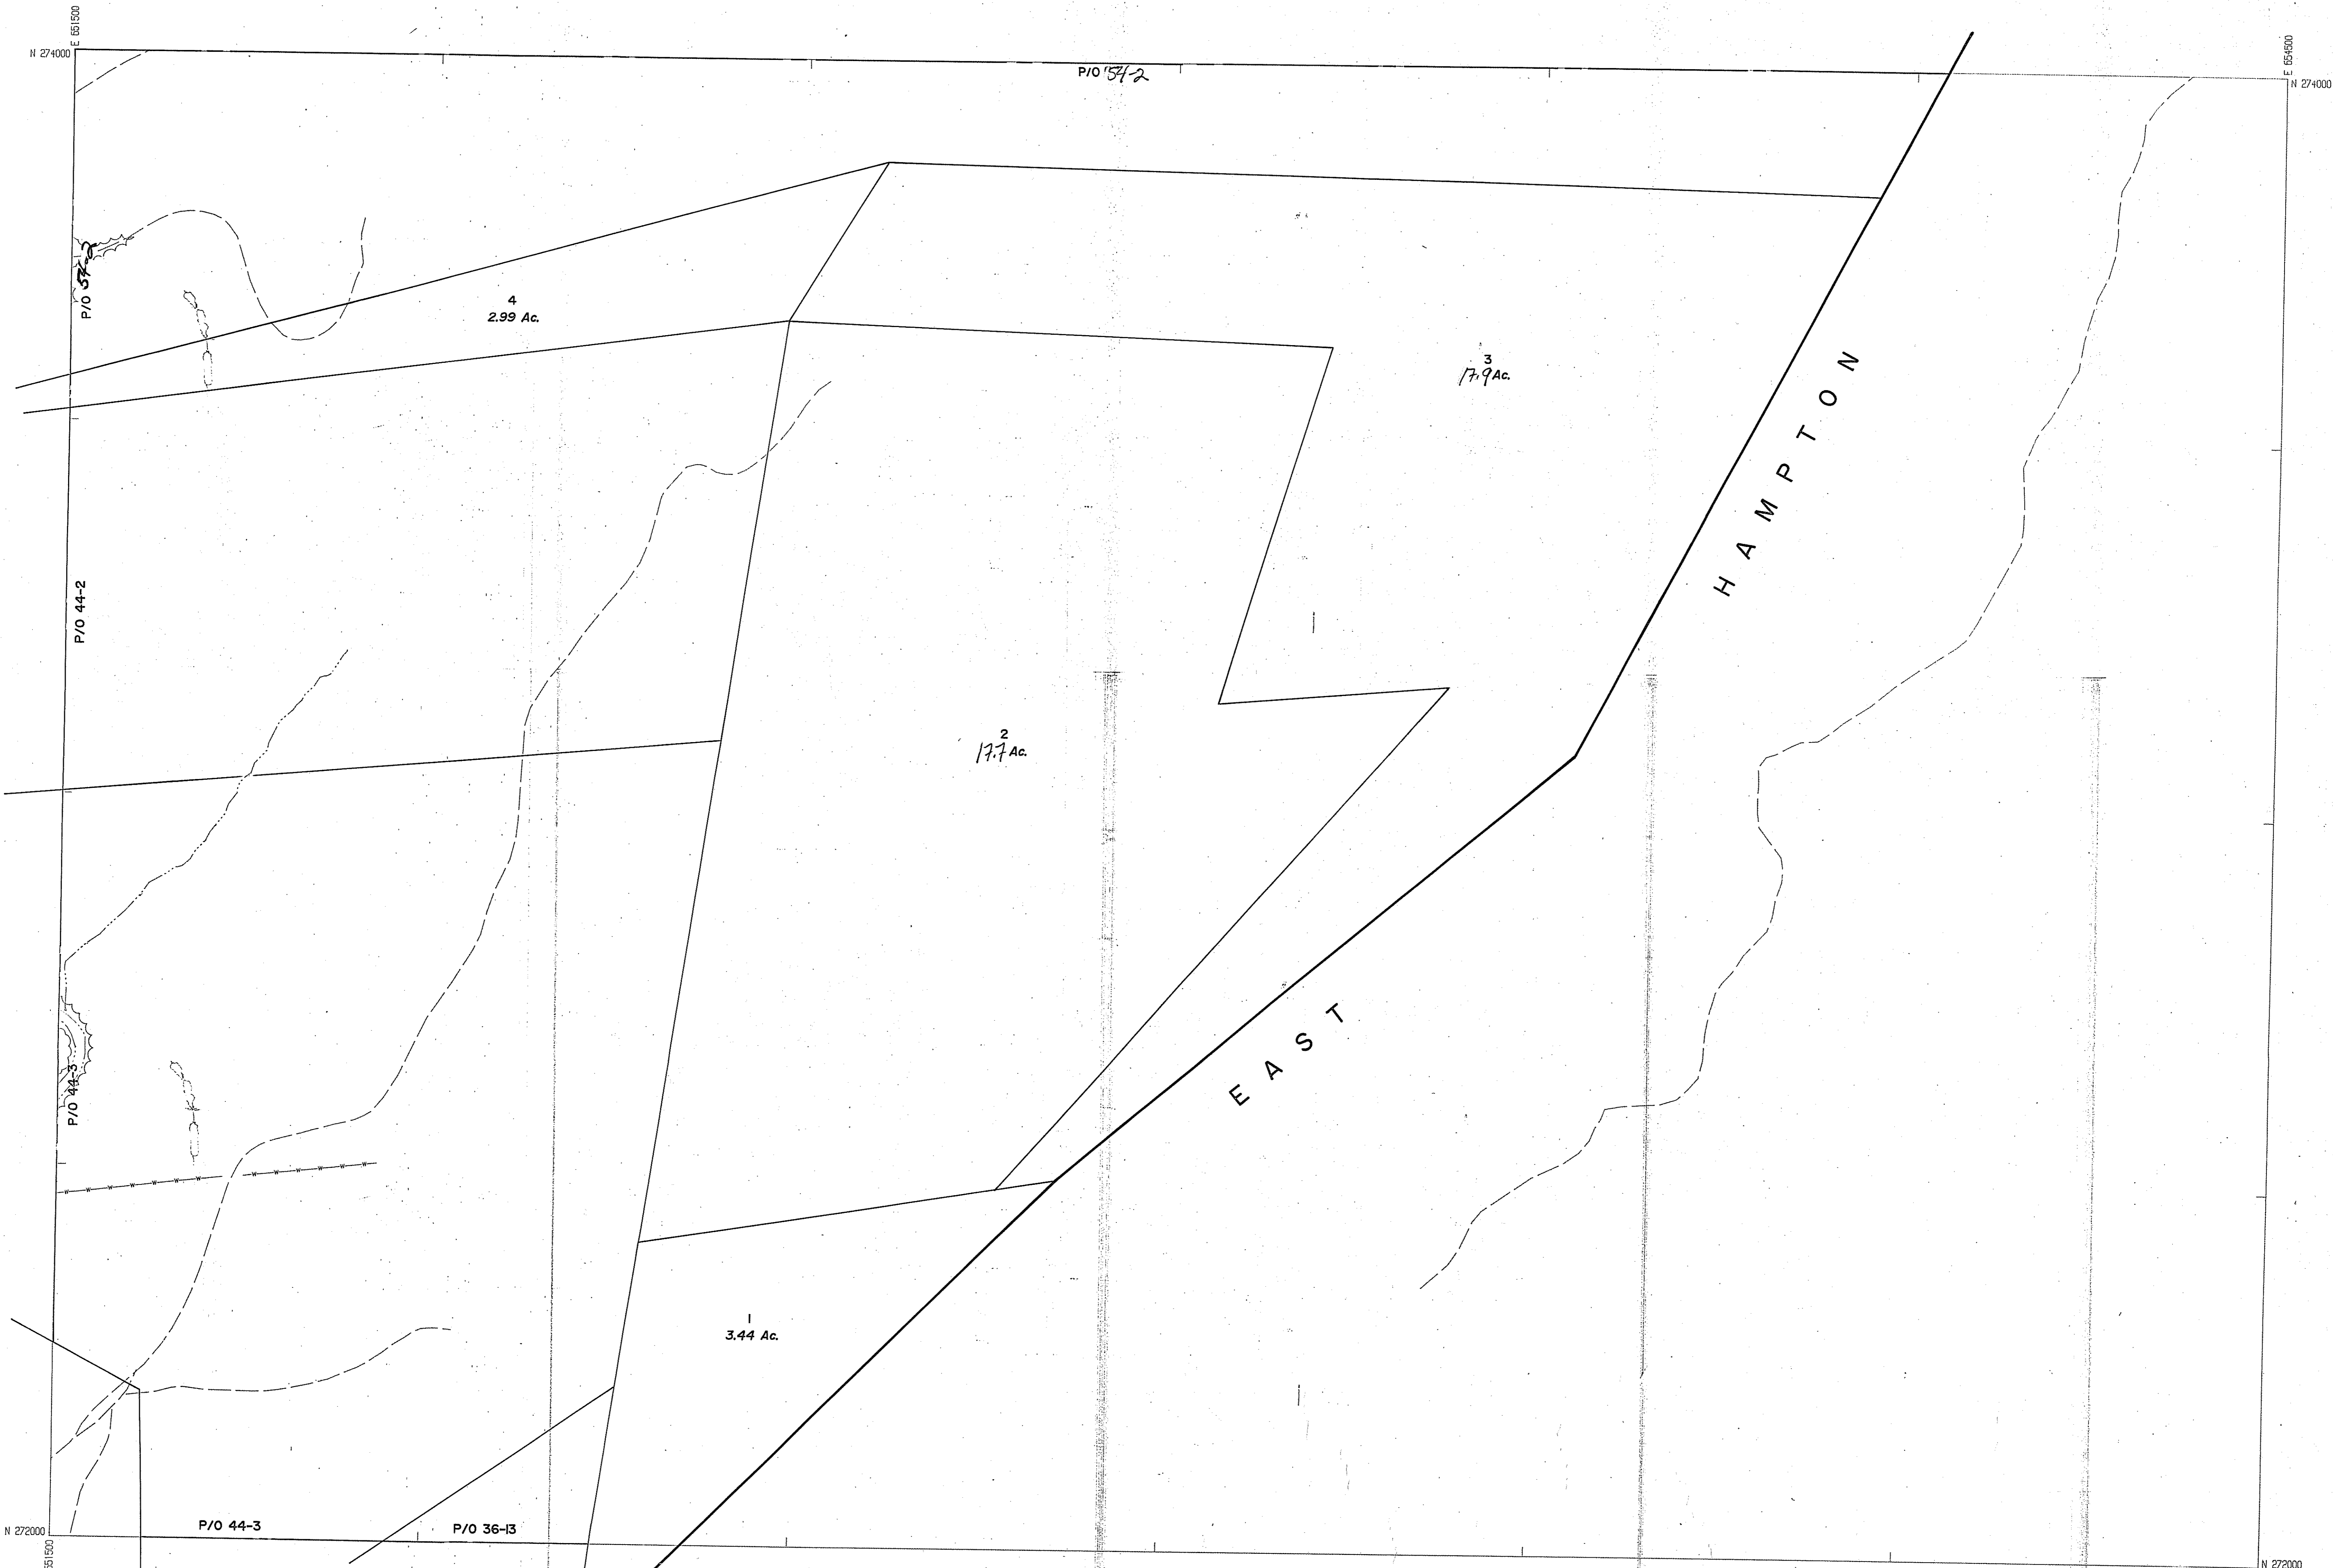 E 651500
E 654500
N 274000
N 274000
P/O 54-2
P/O 54-2
4
2.99 Ac.
3
17.9 Ac.
HAMPTON
P/O 44-2
2
17.7 Ac.
EAST
P/O 44-3
W W W W W W W W W W W W W
1
3.44 Ac.
P/O 44-3
P/O 36-13
N 272000
N 272000